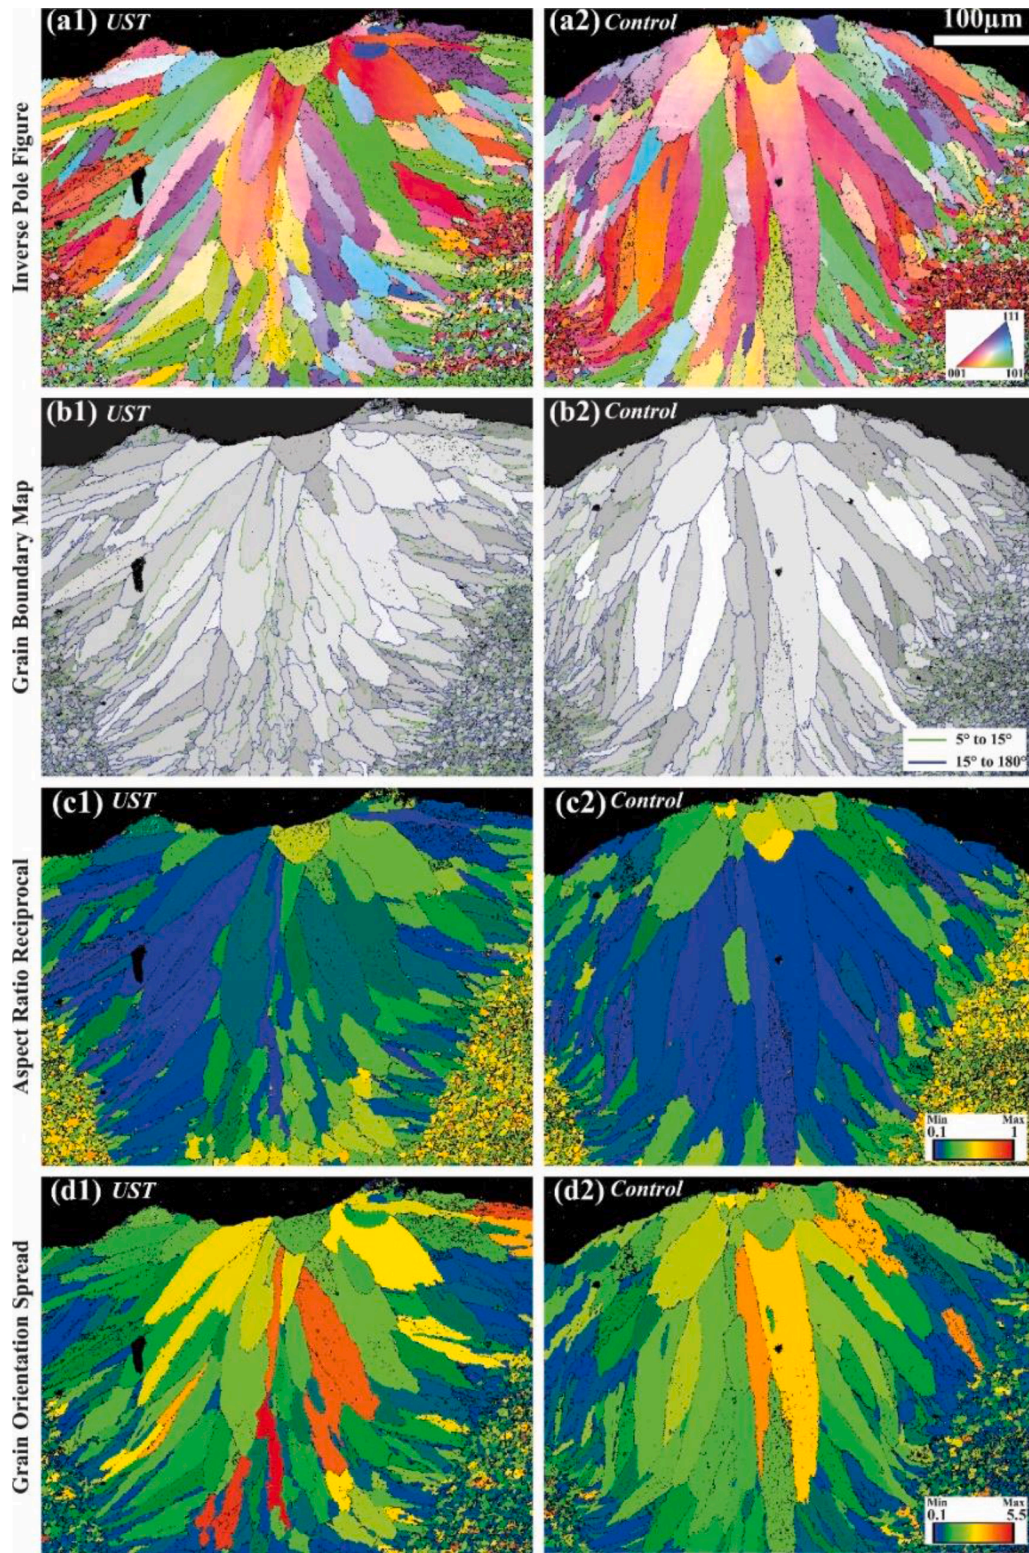 (a1) UST
(a2) Control
100μm
Inverse Pole Figure
111
001
101
(b1) UST
(b2) Control
Grain Boundary Map
5° to 15°
15° to 180°
(c1) UST
(c2) Control
Aspect Ratio Reciprocal
Min Max
0.1 1
(d1) UST
(d2) Control
Grain Orientation Spread
Min Max
0.1 5.5